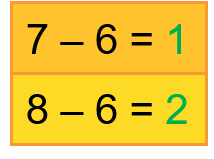 7 – 6 = 1
8 – 6 = 2